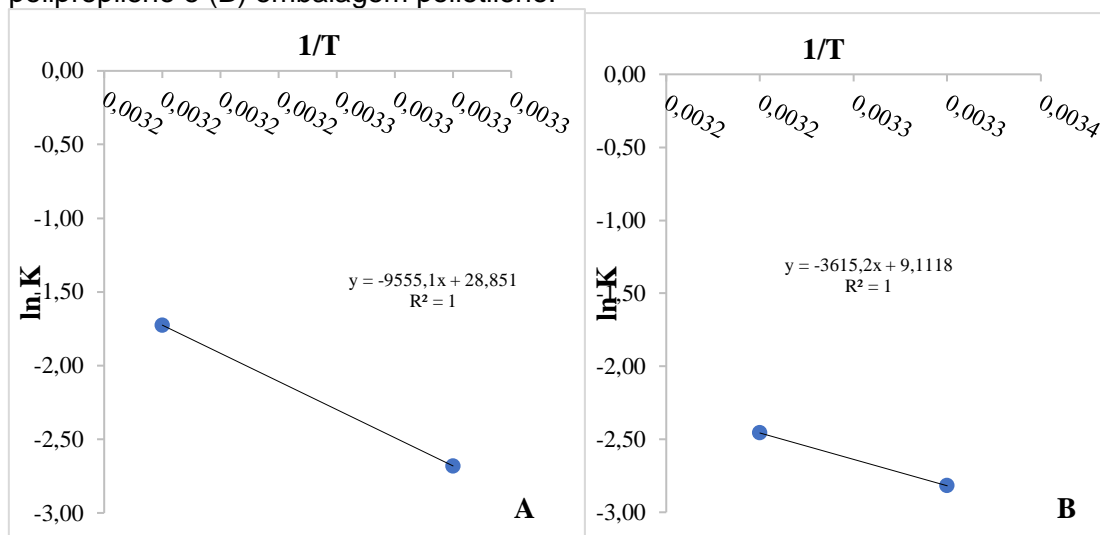 polipropileno e (B) embalagem polietileno.
1/T
0,00
0,0032
0,0032
0,0032
0,0032
0,0033
0,0033
0,0033
0,0033
-0,50
-1,00
-1,50
-2,00
-2,50
-3,00
ln K
y = -9555,1x + 28,851
R² = 1
A
1/T
0,00
0,0032
0,0032
0,0033
0,0033
0,0034
-0,50
-1,00
-1,50
-2,00
-2,50
-3,00
ln K
y = -3615,2x + 9,1118
R² = 1
B